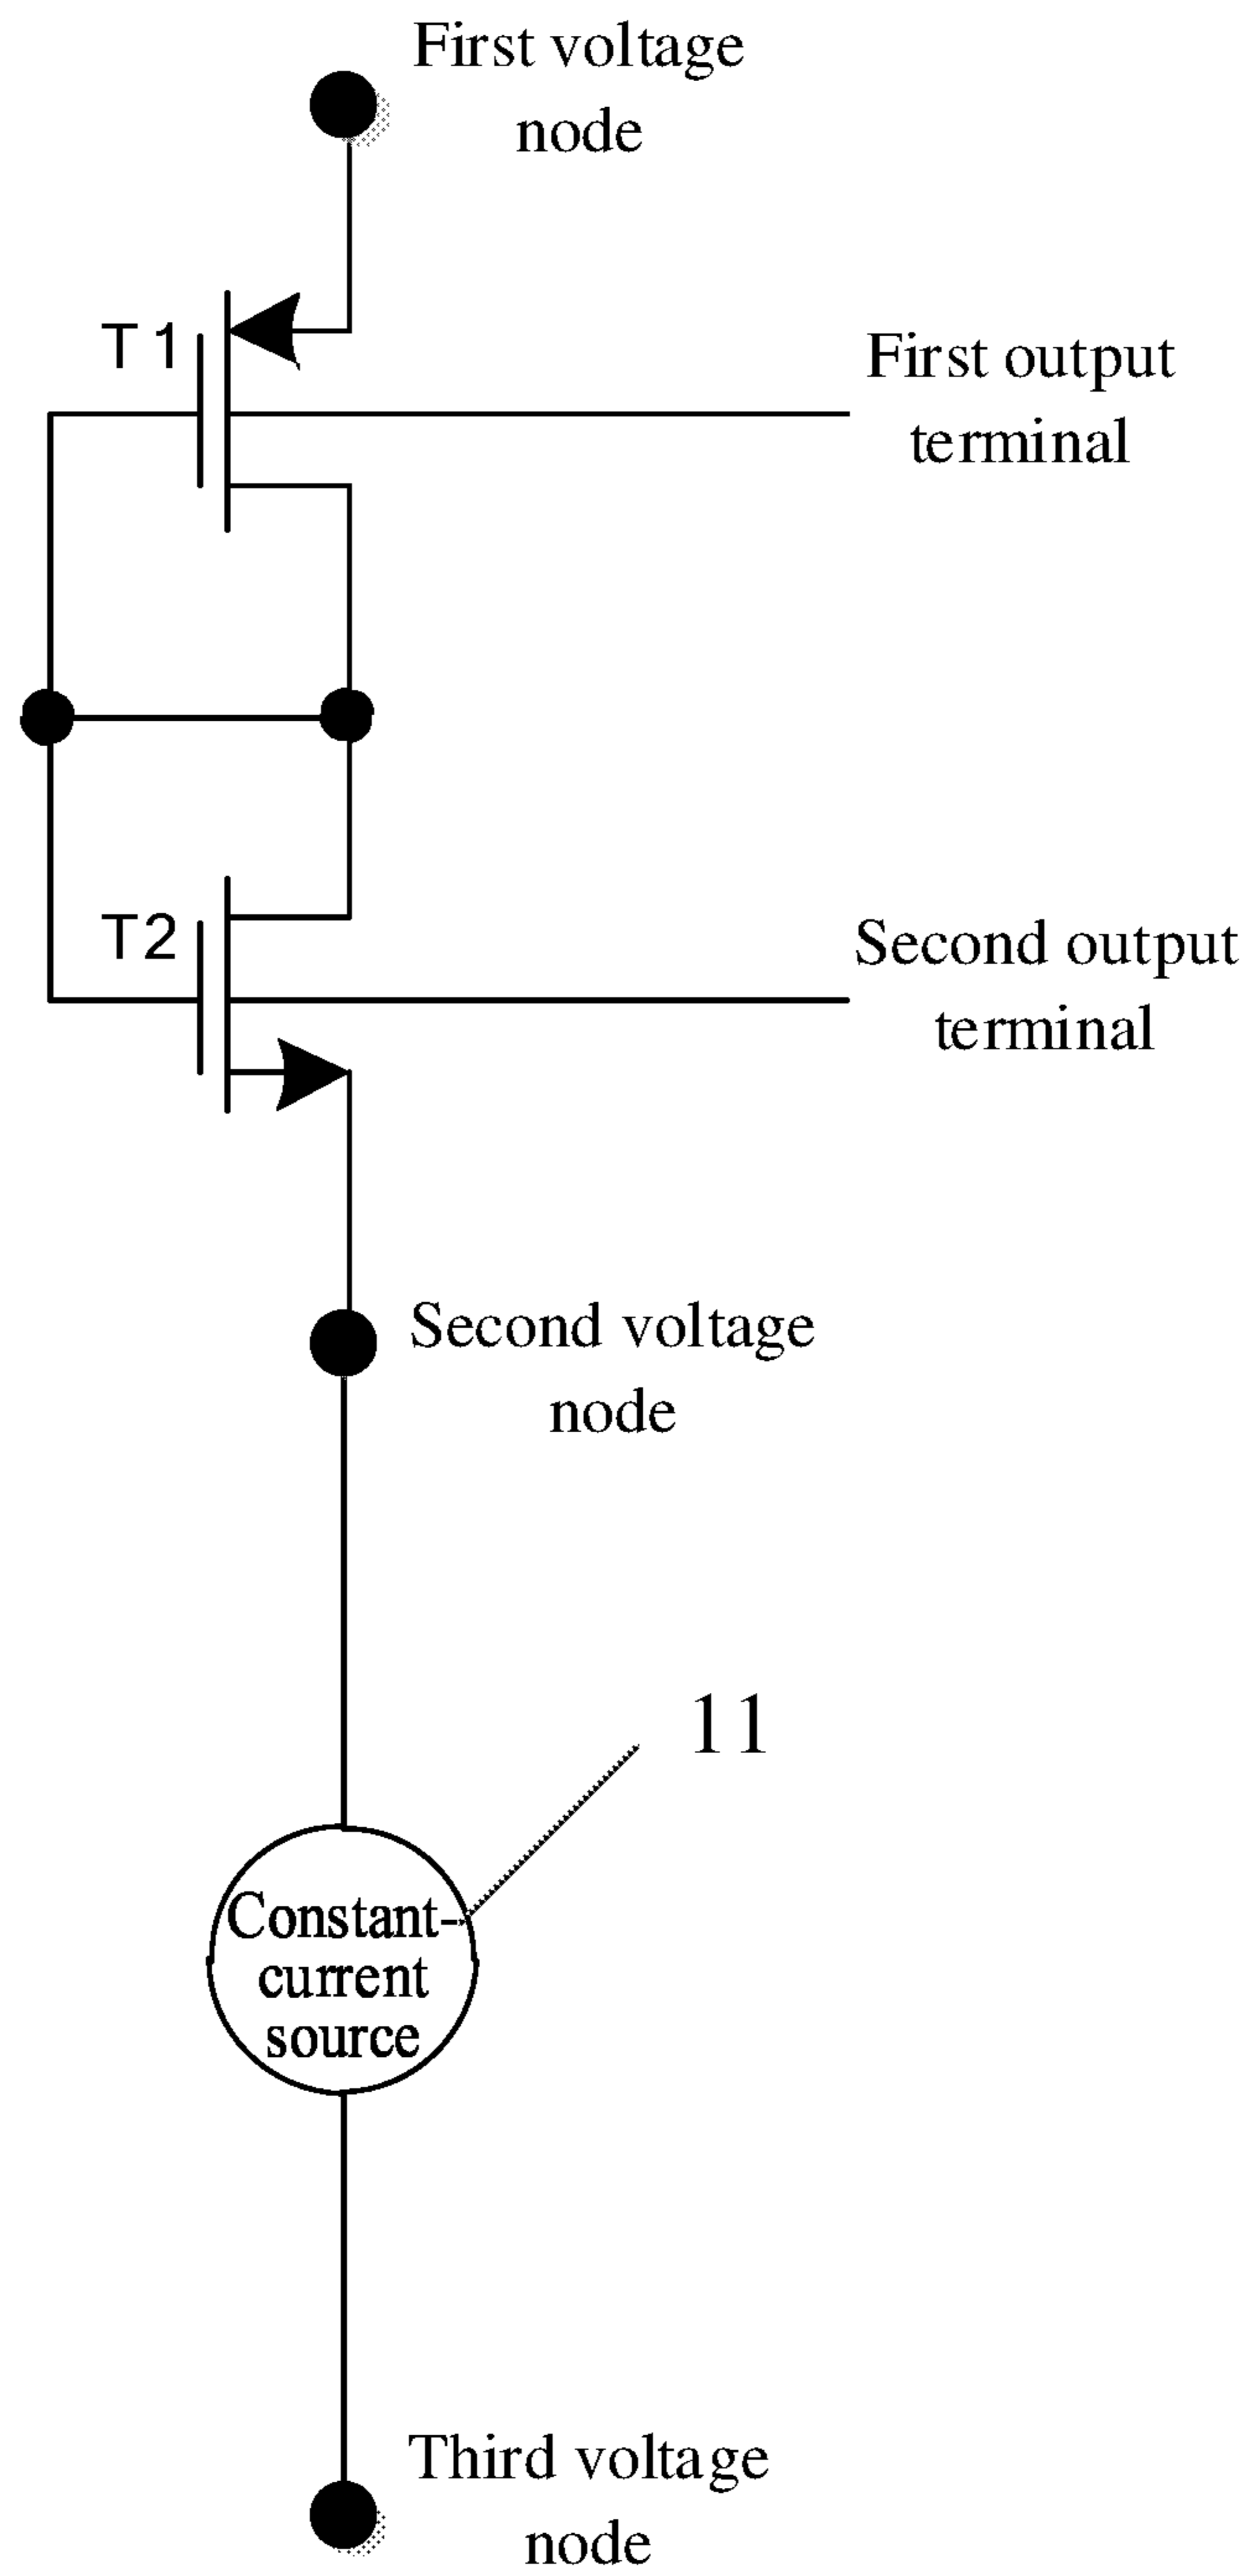 First voltage
node
T1
First output
terminal
T2
Second output
terminal
Second voltage
node
11
Constant-
current
source
Third voltage
node